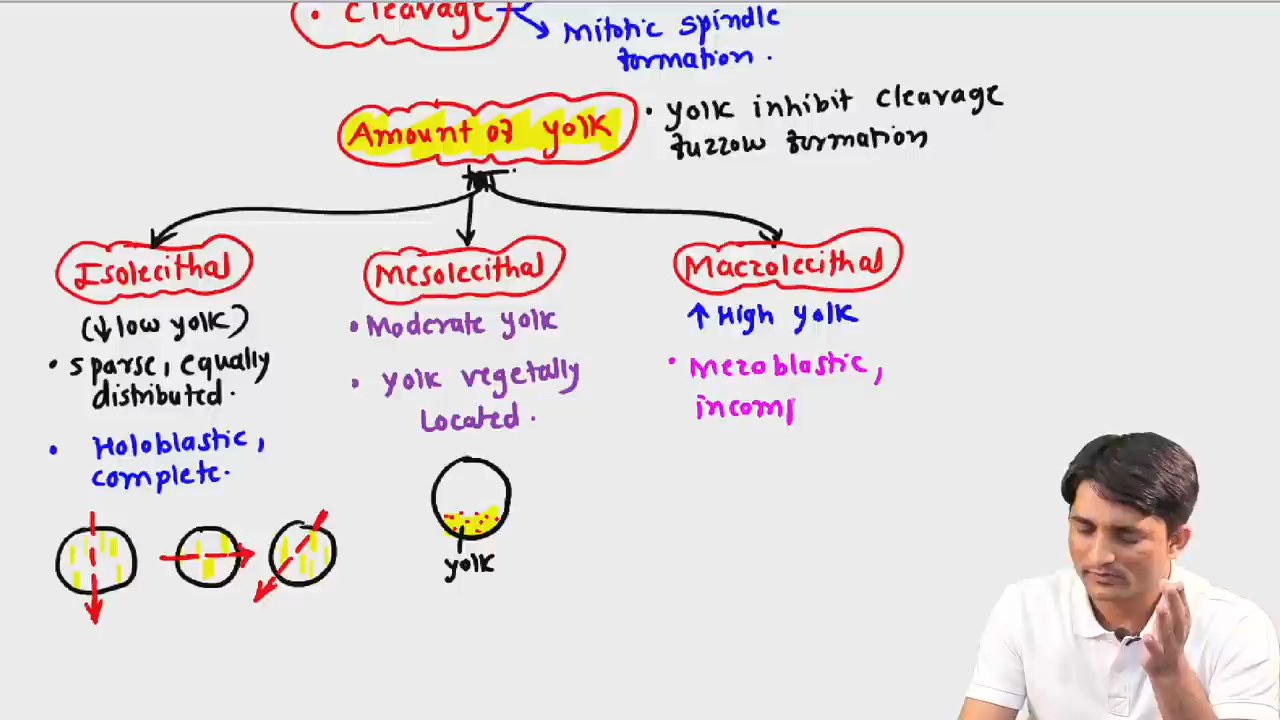 • Cleavage
Mitotic spindle
formation.
Amount of yolk
• yolk inhibit cleavage
furrow formation
Isolecithal
Mesolecithal
Macrolecithal
(↓low yolk)
• sparse, equally
distributed.
• Holoblastic,
complete.
• Moderate yolk
• yolk vegetally
Located.
yolk
↑ High yolk
• Meroblastic,
incomp